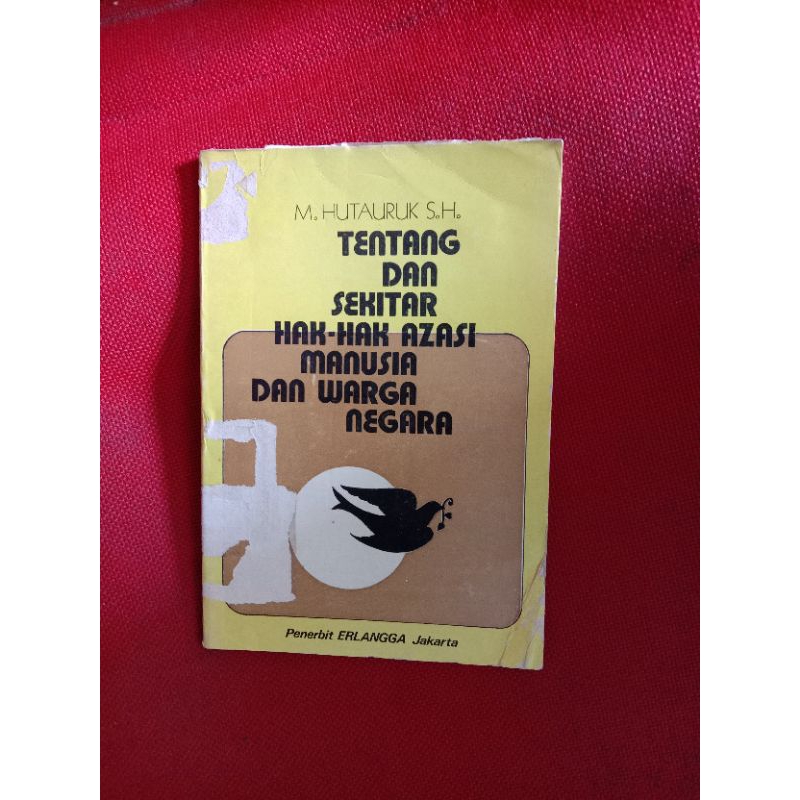 M. HUTAURUK S.H.
TENTANG
DAN
SEKITAR
HAK-HAK AZASI
MANUSIA
DAN WARGA
NEGARA
Penerbit ERLANGGA Jakarta